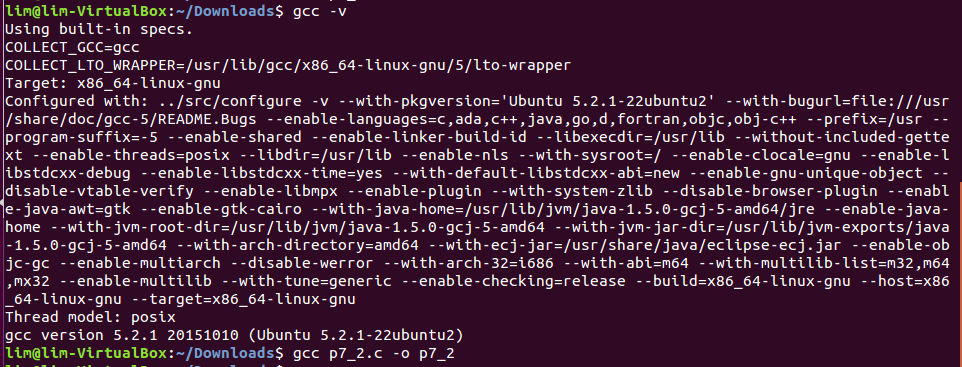 lim@lim-VirtualBox:~/Downloads$ gcc -v
Using built-in specs.
COLLECT_GCC=gcc
COLLECT_LTO_WRAPPER=/usr/lib/gcc/x86_64-linux-gnu/5/lto-wrapper
Target: x86_64-linux-gnu
Configured with: ../src/configure -v --with-pkgversion='Ubuntu 5.2.1-22ubuntu2' --with-bugurl=file:///usr
/share/doc/gcc-5/README.Bugs --enable-languages=c,ada,c++,java,go,d,fortran,objc,obj-c++ --prefix=/usr --
program-suffix=-5 --enable-shared --enable-linker-build-id --libexecdir=/usr/lib --without-included-gette
xt --enable-threads=posix --libdir=/usr/lib --enable-nls --with-sysroot=/ --enable-clocale=gnu --enable-l
ibstdcxx-debug --enable-libstdcxx-time=yes --with-default-libstdcxx-abi=new --enable-gnu-unique-object --
disable-vtable-verify --enable-libmpx --enable-plugin --with-system-zlib --disable-browser-plugin --enabl
e-java-awt=gtk --enable-gtk-cairo --with-java-home=/usr/lib/jvm/java-1.5.0-gcj-5-amd64/jre --enable-java-
home --with-jvm-root-dir=/usr/lib/jvm/java-1.5.0-gcj-5-amd64 --with-jvm-jar-dir=/usr/lib/jvm-exports/java
-1.5.0-gcj-5-amd64 --with-arch-directory=amd64 --with-ecj-jar=/usr/share/java/eclipse-ecj.jar --enable-ob
jc-gc --enable-multiarch --disable-werror --with-arch-32=i686 --with-abi=m64 --with-multilib-list=m32,m64
,mx32 --enable-multilib --with-tune=generic --enable-checking=release --build=x86_64-linux-gnu --host=x86
_64-linux-gnu --target=x86_64-linux-gnu
Thread model: posix
gcc version 5.2.1 20151010 (Ubuntu 5.2.1-22ubuntu2)
lim@lim-VirtualBox:~/Downloads$ gcc p7_2.c -o p7_2